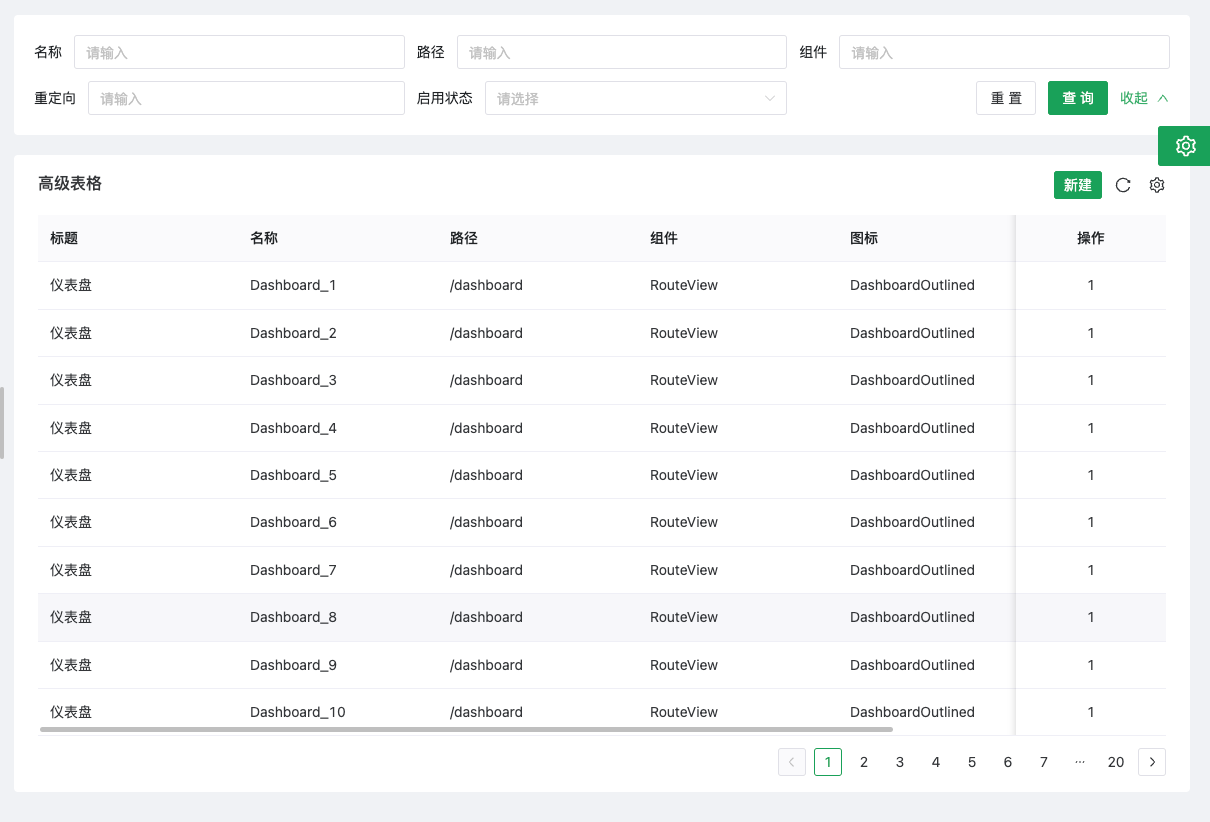 名称 请输入 路径 请输入 组件 请输入
重定向 请输入 启用状态 请选择 重 置 查 询 收起
高级表格 新建
标题 名称 路径 组件 图标 操作
仪表盘 Dashboard_1 /dashboard RouteView DashboardOutlined 1
仪表盘 Dashboard_2 /dashboard RouteView DashboardOutlined 1
仪表盘 Dashboard_3 /dashboard RouteView DashboardOutlined 1
仪表盘 Dashboard_4 /dashboard RouteView DashboardOutlined 1
仪表盘 Dashboard_5 /dashboard RouteView DashboardOutlined 1
仪表盘 Dashboard_6 /dashboard RouteView DashboardOutlined 1
仪表盘 Dashboard_7 /dashboard RouteView DashboardOutlined 1
仪表盘 Dashboard_8 /dashboard RouteView DashboardOutlined 1
仪表盘 Dashboard_9 /dashboard RouteView DashboardOutlined 1
仪表盘 Dashboard_10 /dashboard RouteView DashboardOutlined 1
1 2 3 4 5 6 7 ··· 20